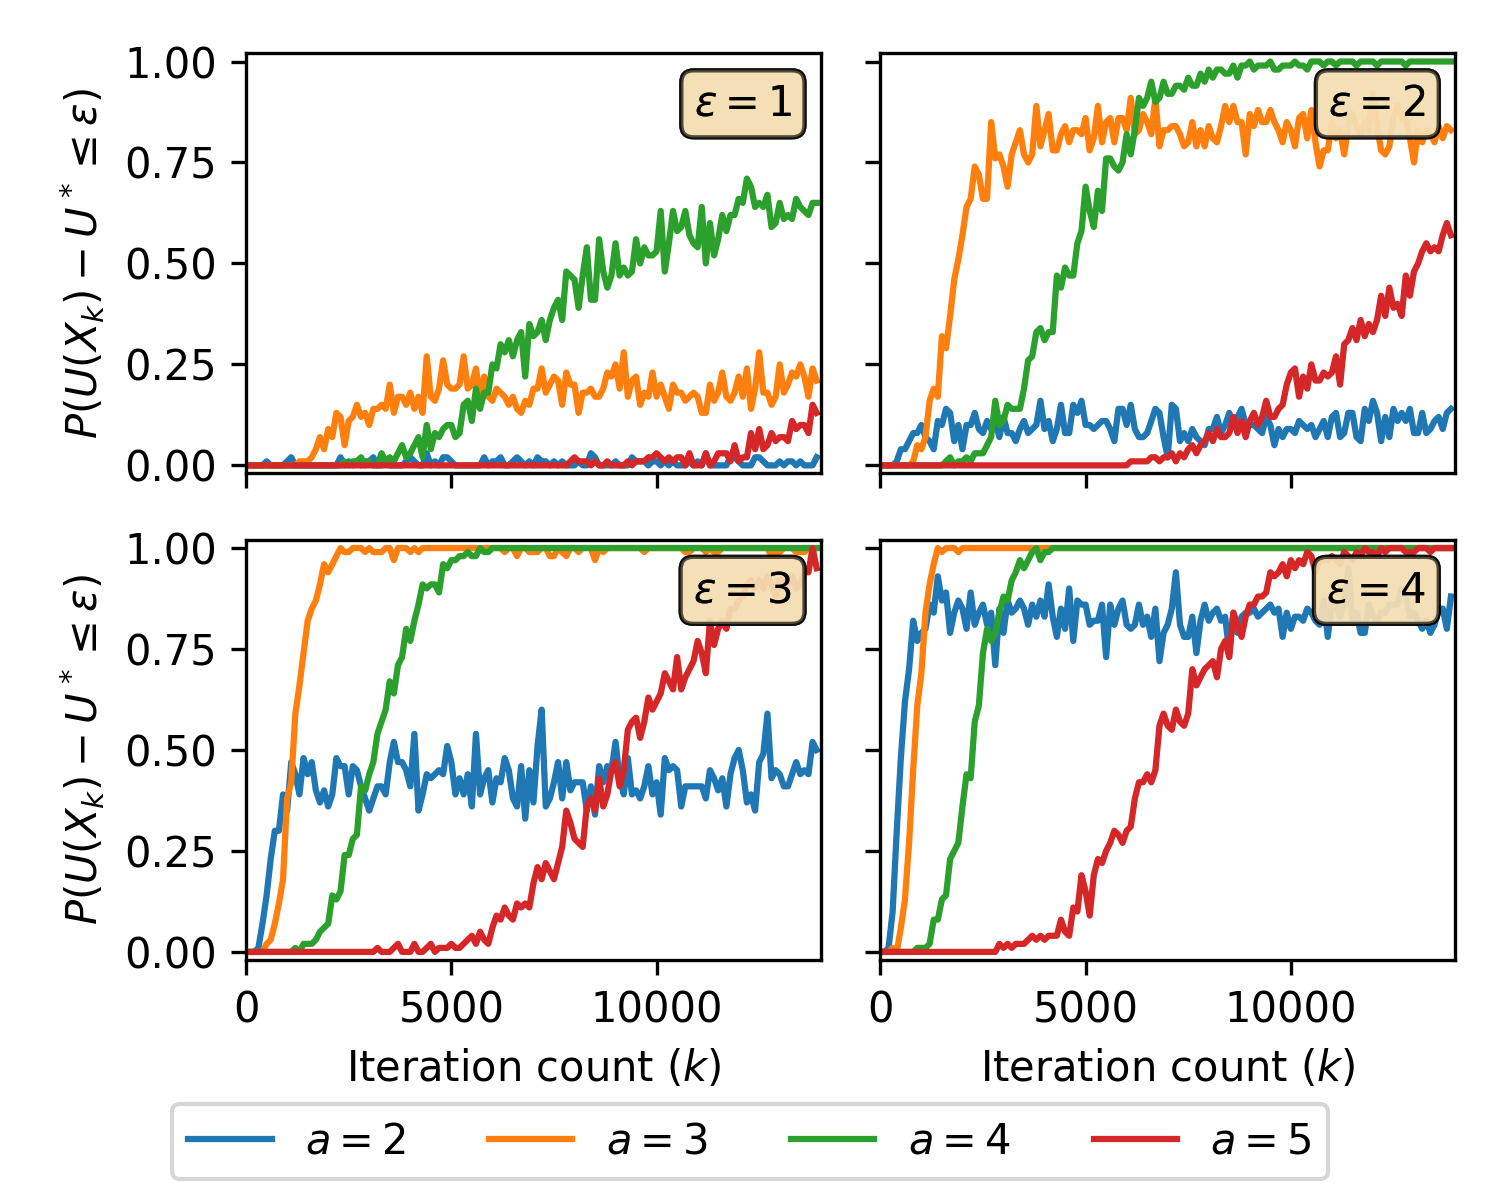 P(U(X_k) − U* ≤ ε)
1.00
0.75
0.50
0.25
0.00
ε = 1
ε = 2
P(U(X_k) − U* ≤ ε)
1.00
0.75
0.50
0.25
0.00
ε = 3
ε = 4
0 5000 10000
0 5000 10000
Iteration count (k)
Iteration count (k)
a = 2 a = 3 a = 4 a = 5